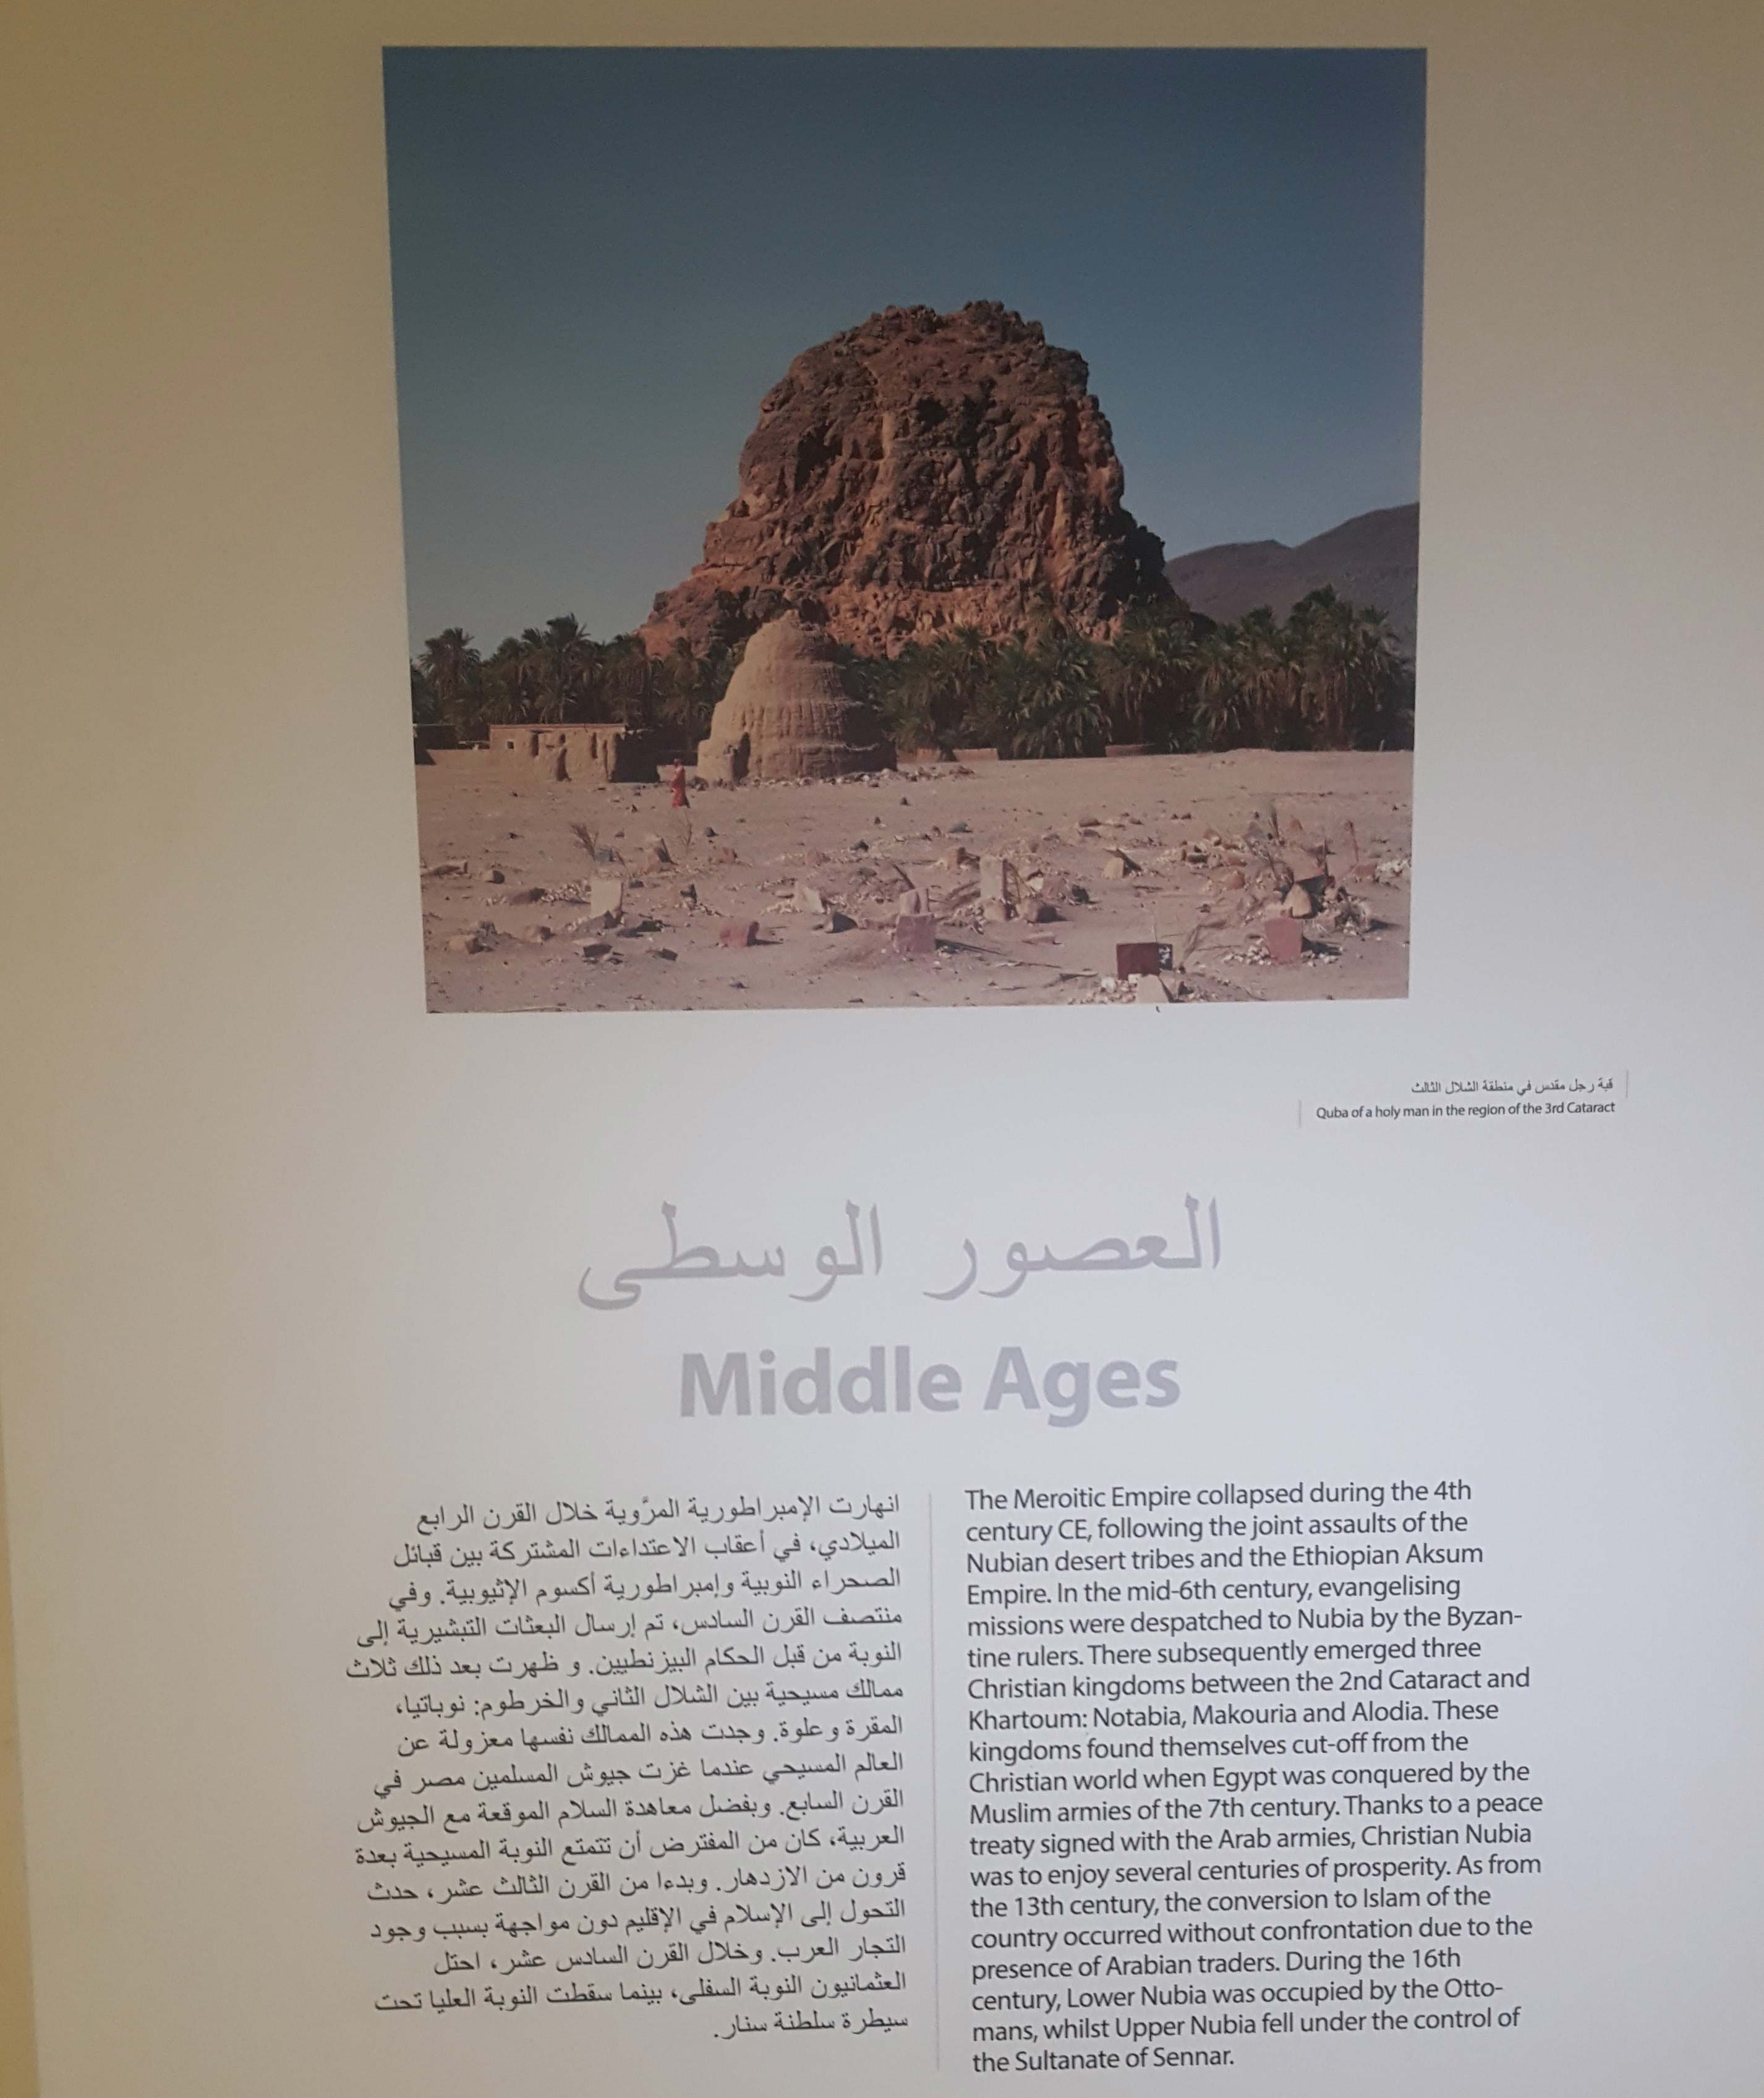 قبة رجل مقدس في منطقة الشلال الثالث
Quba of a holy man in the region of the 3rd Cataract
العصور الوسطى
Middle Ages
انهارت الإمبراطورية المرَّوية خلال القرن الرابع
الميلادي، في أعقاب الاعتداءات المشتركة بين قبائل
الصحراء النوبية وإمبراطورية أكسوم الإثيوبية. وفي
منتصف القرن السادس، تم إرسال البعثات التبشيرية إلى
النوبة من قبل الحكام البيزنطيين. و ظهرت بعد ذلك ثلاث
ممالك مسيحية بين الشلال الثاني والخرطوم: نوباتيا،
المقرة وعلوة. وجدت هذه الممالك نفسها معزولة عن
العالم المسيحي عندما غزت جيوش المسلمين مصر في
القرن السابع. وبفضل معاهدة السلام الموقعة مع الجيوش
العربية، كان من المفترض أن تتمتع النوبة المسيحية بعدة
قرون من الازدهار. وبدءا من القرن الثالث عشر، حدث
التحول إلى الإسلام في الإقليم دون مواجهة بسبب وجود
التجار العرب. وخلال القرن السادس عشر، احتل
العثمانيون النوبة السفلى، بينما سقطت النوبة العليا تحت
سيطرة سلطنة سنار.
The Meroitic Empire collapsed during the 4th
century CE, following the joint assaults of the
Nubian desert tribes and the Ethiopian Aksum
Empire. In the mid-6th century, evangelising
missions were despatched to Nubia by the Byzan-
tine rulers. There subsequently emerged three
Christian kingdoms between the 2nd Cataract and
Khartoum: Notabia, Makouria and Alodia. These
kingdoms found themselves cut-off from the
Christian world when Egypt was conquered by the
Muslim armies of the 7th century. Thanks to a peace
treaty signed with the Arab armies, Christian Nubia
was to enjoy several centuries of prosperity. As from
the 13th century, the conversion to Islam of the
country occurred without confrontation due to the
presence of Arabian traders. During the 16th
century, Lower Nubia was occupied by the Otto-
mans, whilst Upper Nubia fell under the control of
the Sultanate of Sennar.